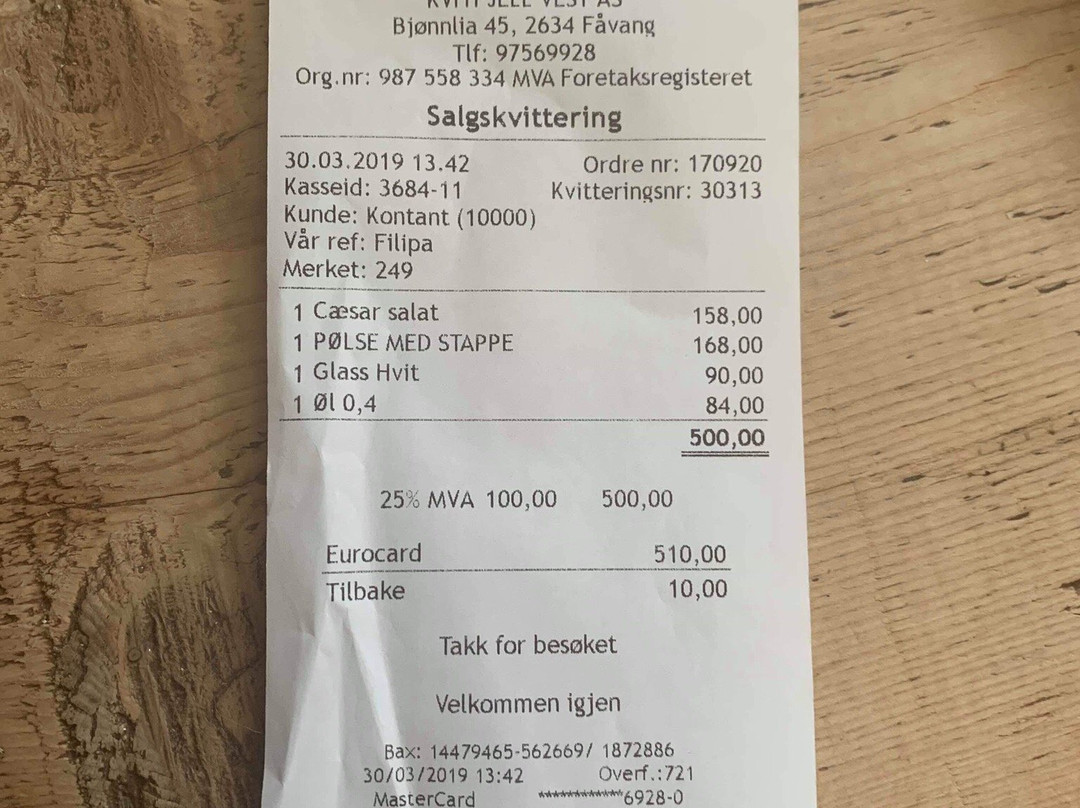 KVITFJELL VEST AS
Bjønnlia 45, 2634 Fåvang
Tlf: 97569928
Org.nr: 987 558 334 MVA Foretaksregisteret
Salgskvittering
30.03.2019 13.42 Ordre nr: 170920
Kasseid: 3684-11 Kvitteringsnr: 30313
Kunde: Kontant (10000)
Vår ref: Filipa
Merket: 249
1 Cæsar salat 158,00
1 PØLSE MED STAPPE 168,00
1 Glass Hvit 90,00
1 Øl 0,4 84,00
500,00
25% MVA 100,00 500,00
Eurocard 510,00
Tilbake 10,00
Takk for besøket
Velkommen igjen
Bax: 14479465-562669/ 1872886
30/03/2019 13:42 Overf.:721
MasterCard ************6928-0